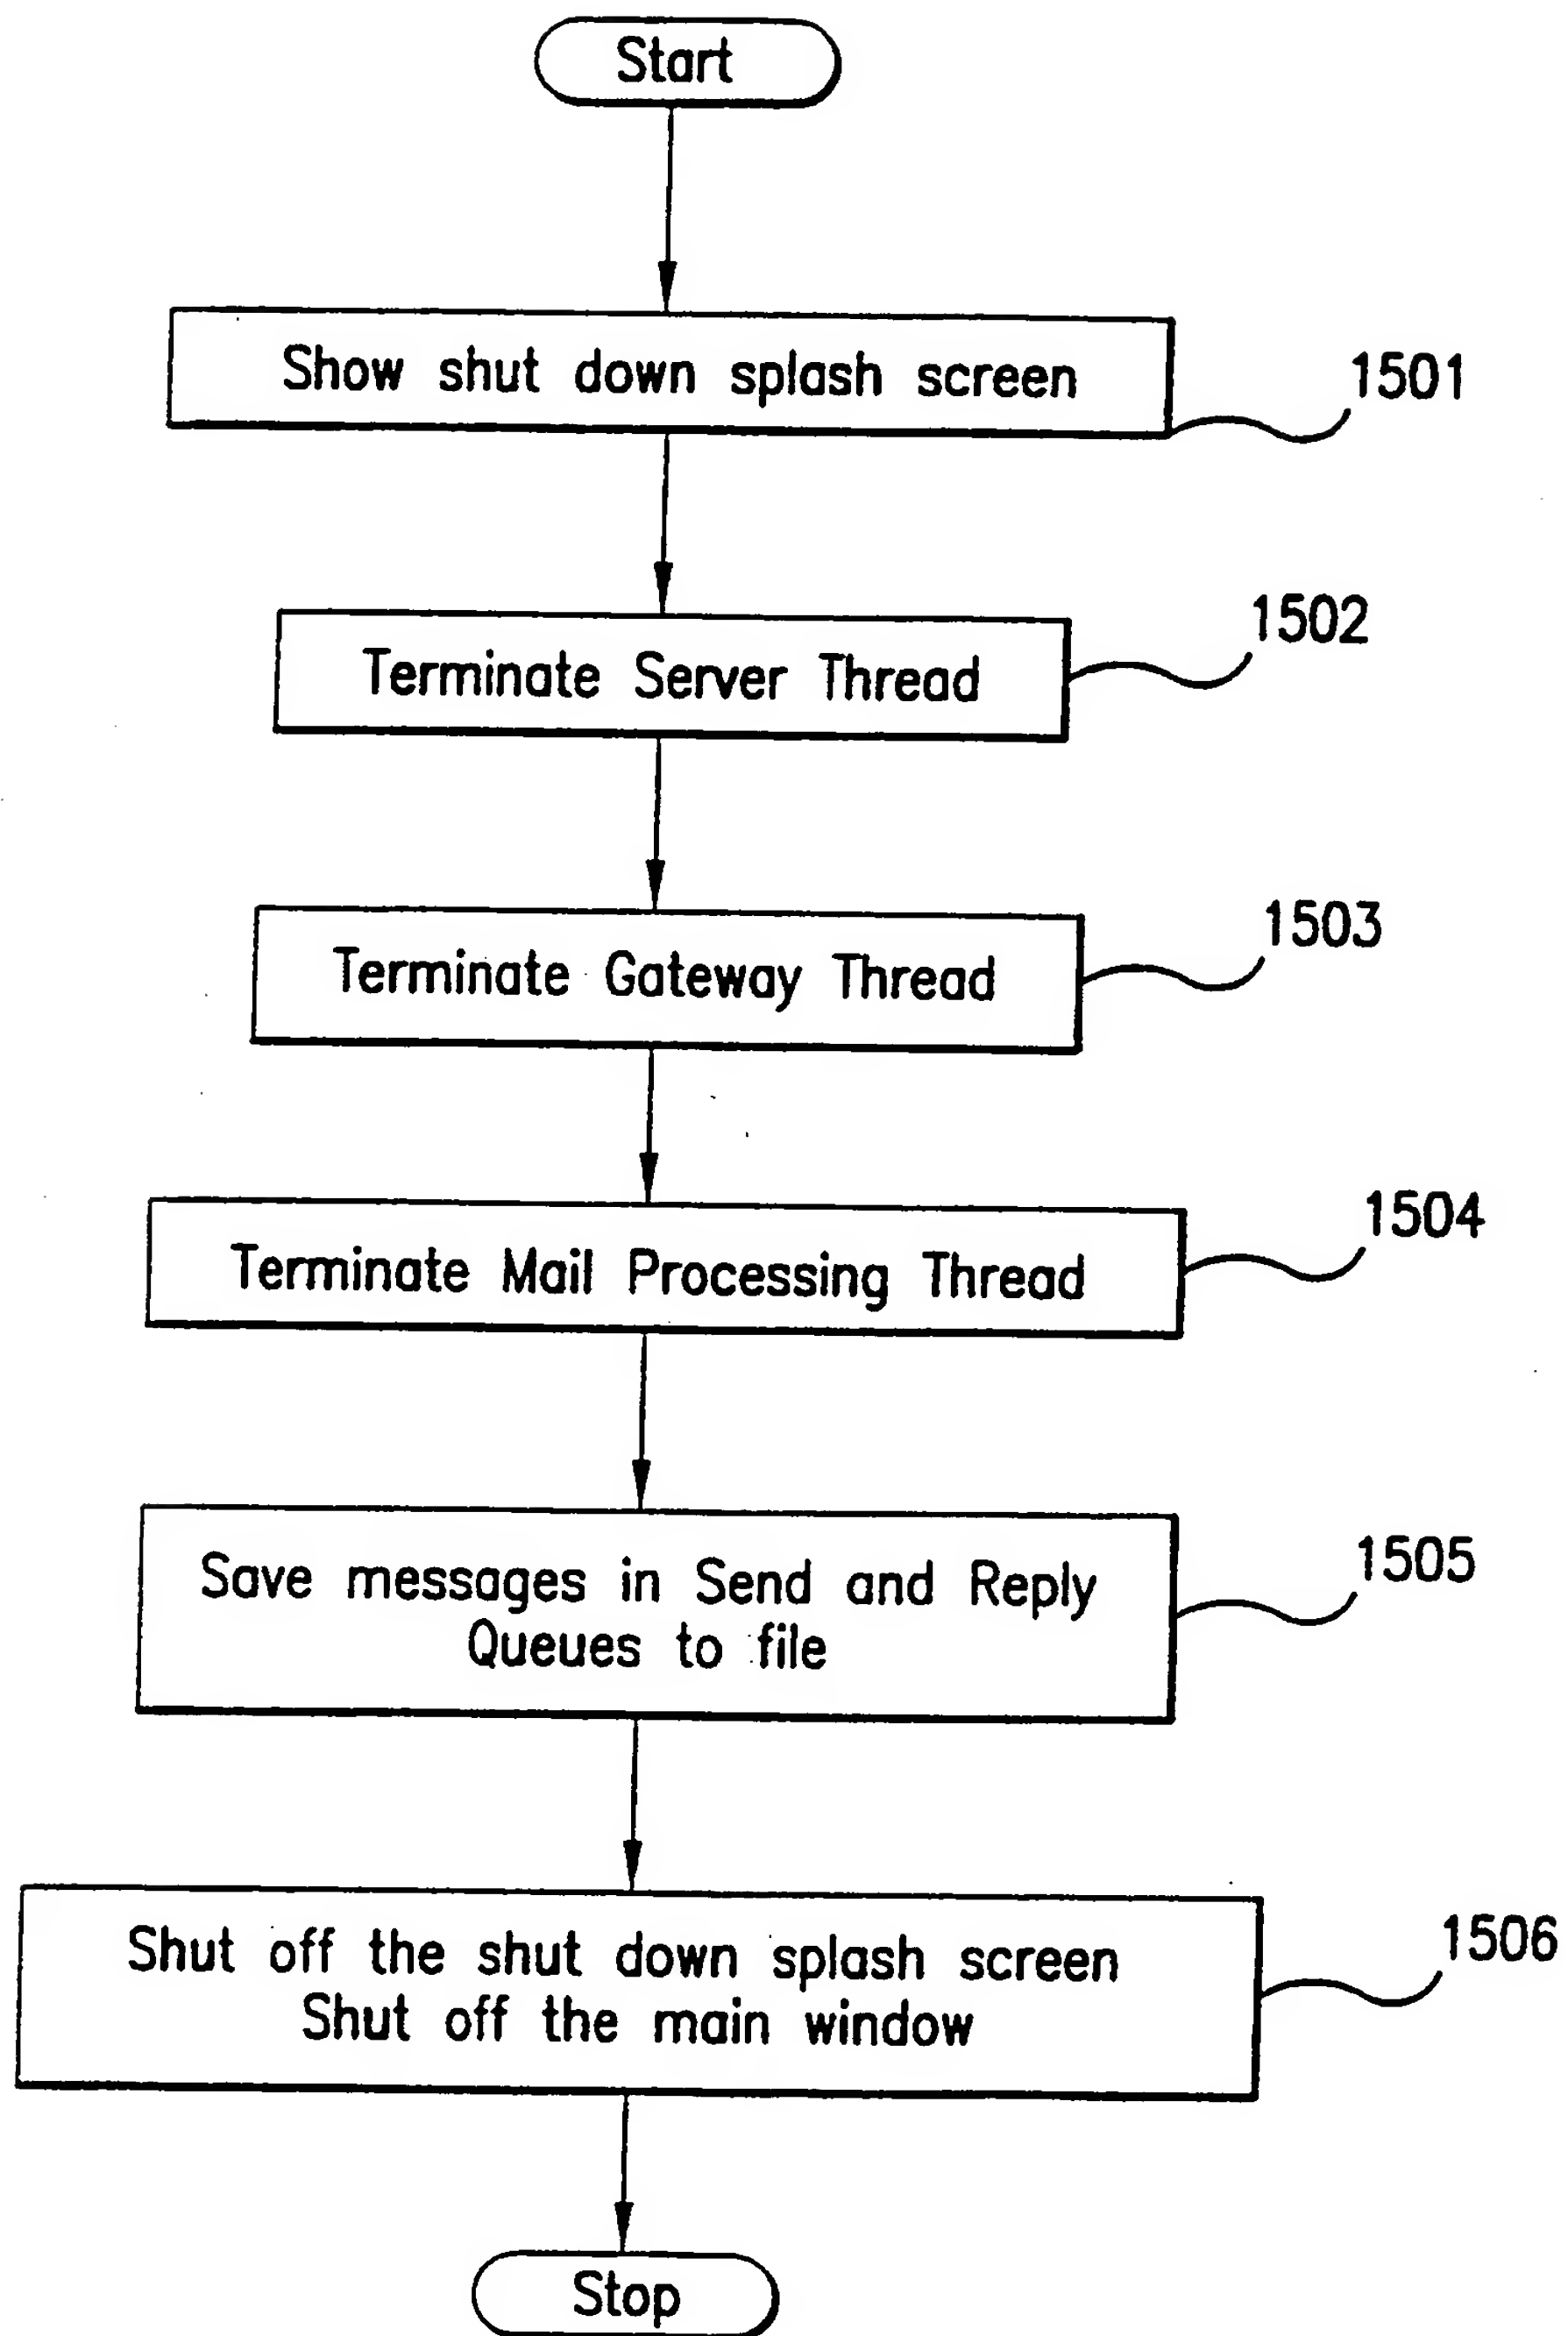 Start
Show shut down splash screen
1501
Terminate Server Thread
1502
Terminate Gateway Thread
1503
Terminate Mail Processing Thread
1504
Save messages in Send and Reply
Queues to file
1505
Shut off the shut down splash screen
Shut off the main window
1506
Stop